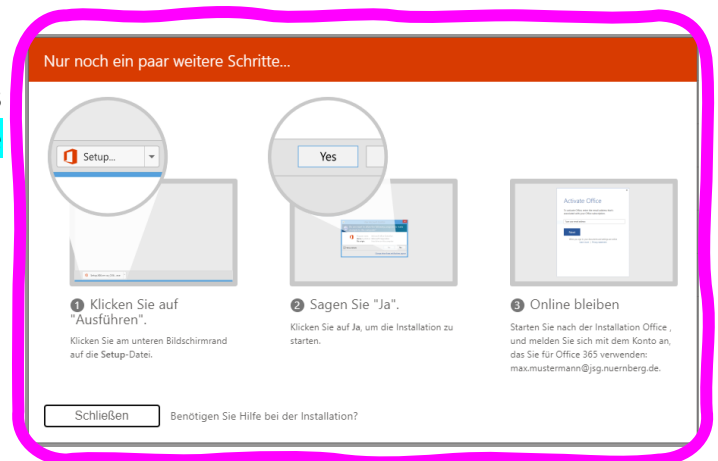 Nur noch ein paar weitere Schritte...
Setup...
Yes
Activate Office
1 Klicken Sie auf
"Ausführen".
Klicken Sie am unteren Bildschirmrand
auf die Setup-Datei.
2 Sagen Sie "Ja".
Klicken Sie auf Ja, um die Installation zu
starten.
3 Online bleiben
Starten Sie nach der Installation Office ,
und melden Sie sich mit dem Konto an,
das Sie für Office 365 verwenden:
max.mustermann@jsg.nuernberg.de.
Schließen
Benötigen Sie Hilfe bei der Installation?